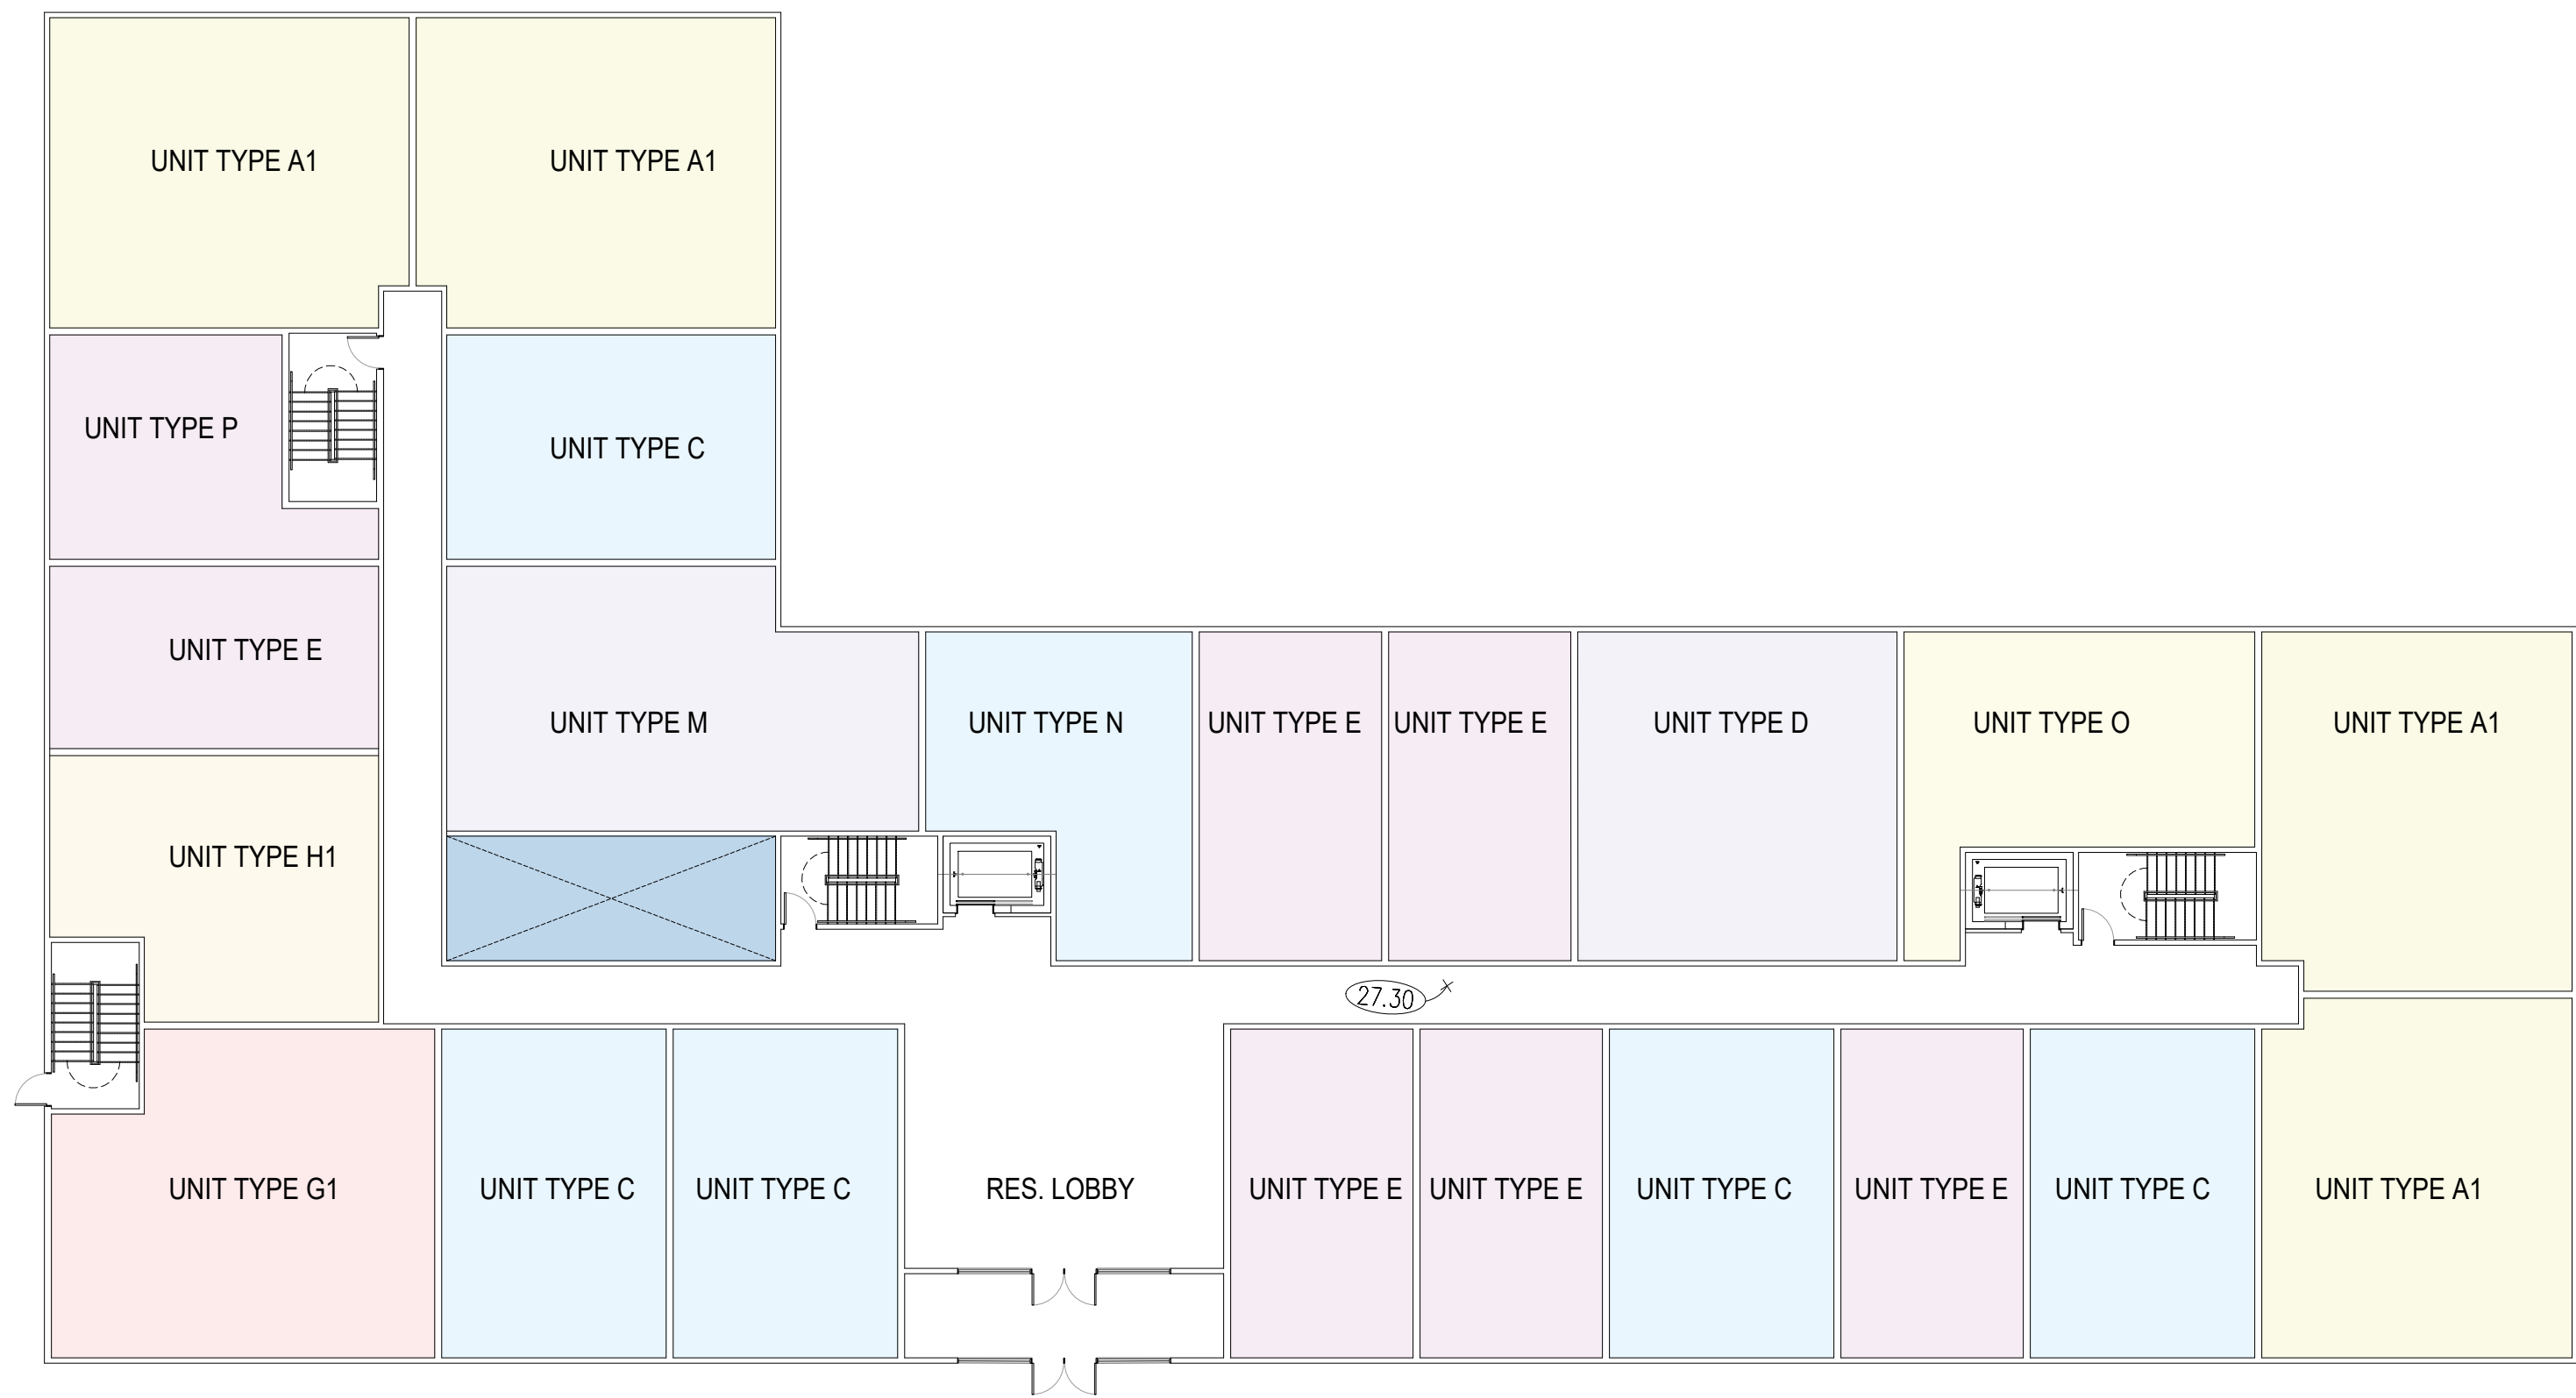 UNIT TYPE A1
UNIT TYPE A1
UNIT TYPE P
UNIT TYPE C
UNIT TYPE E
UNIT TYPE M
UNIT TYPE N
UNIT TYPE E
UNIT TYPE E
UNIT TYPE D
UNIT TYPE O
UNIT TYPE A1
UNIT TYPE H1
27.30
UNIT TYPE G1
UNIT TYPE C
UNIT TYPE C
RES. LOBBY
UNIT TYPE E
UNIT TYPE E
UNIT TYPE C
UNIT TYPE E
UNIT TYPE C
UNIT TYPE A1